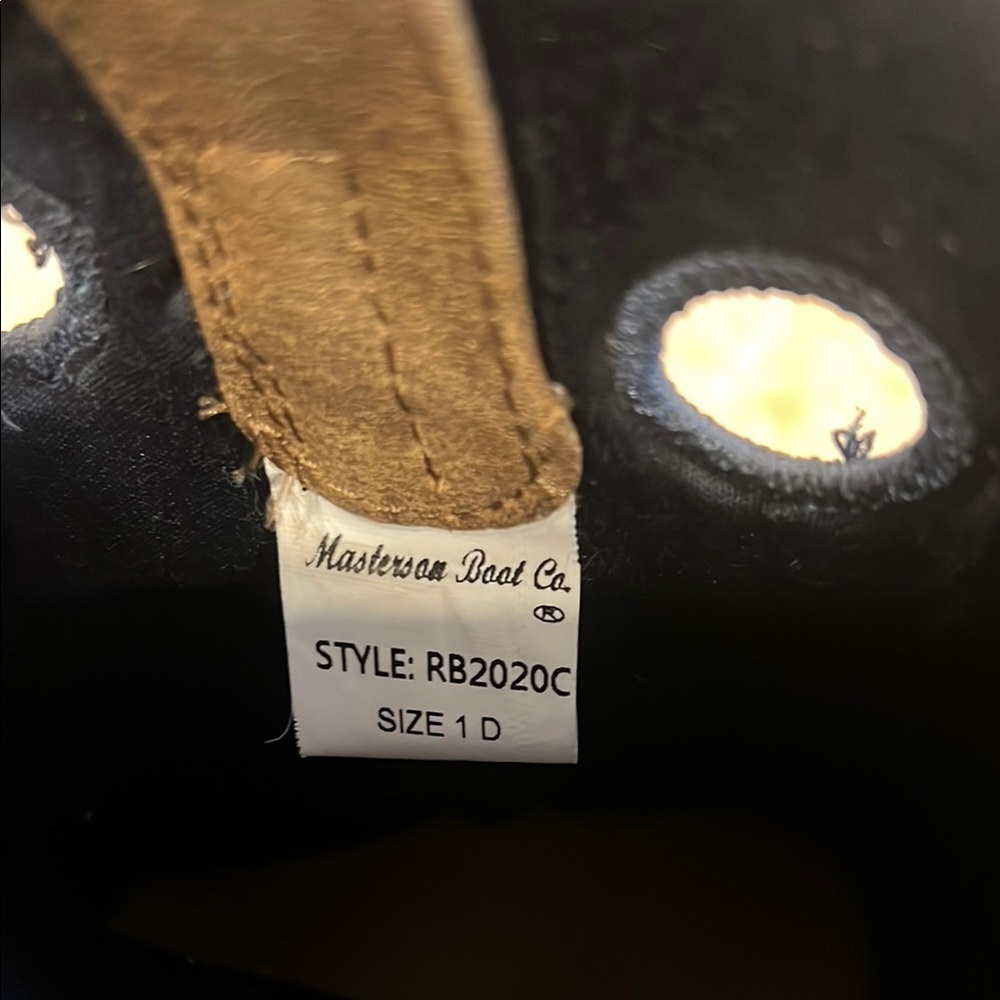 Masterson Boot Co.
®
STYLE: RB2020C
SIZE 1 D